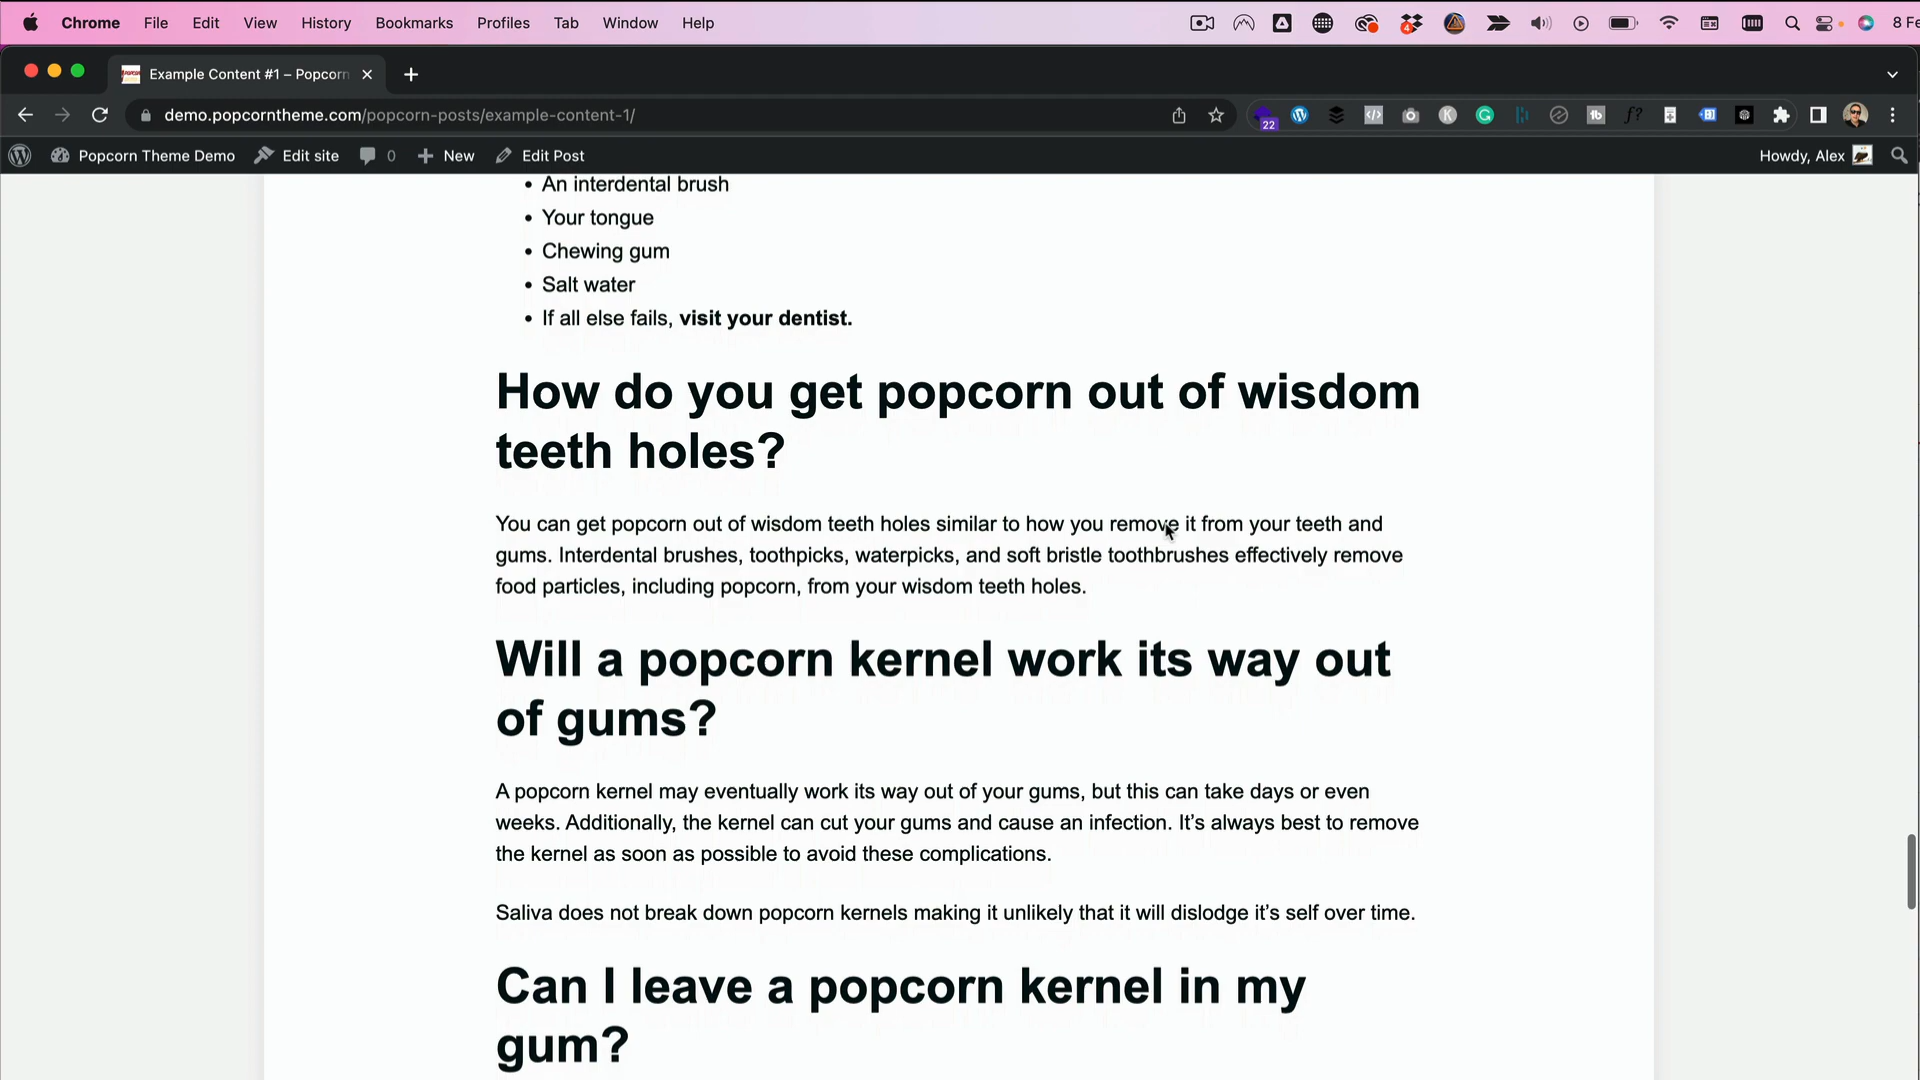 Chrome File Edit View History Bookmarks Profiles Tab Window Help 4 8 Fe
Example Content #1 – Popcorn
demo.popcorntheme.com/popcorn-posts/example-content-1/ 22 K tb f?
Popcorn Theme Demo Edit site 0 New Edit Post Howdy, Alex
• An interdental brush
• Your tongue
• Chewing gum
• Salt water
• If all else fails, visit your dentist.
How do you get popcorn out of wisdom
teeth holes?
You can get popcorn out of wisdom teeth holes similar to how you remove it from your teeth and
gums. Interdental brushes, toothpicks, waterpicks, and soft bristle toothbrushes effectively remove
food particles, including popcorn, from your wisdom teeth holes.
Will a popcorn kernel work its way out
of gums?
A popcorn kernel may eventually work its way out of your gums, but this can take days or even
weeks. Additionally, the kernel can cut your gums and cause an infection. It’s always best to remove
the kernel as soon as possible to avoid these complications.
Saliva does not break down popcorn kernels making it unlikely that it will dislodge it’s self over time.
Can I leave a popcorn kernel in my
gum?